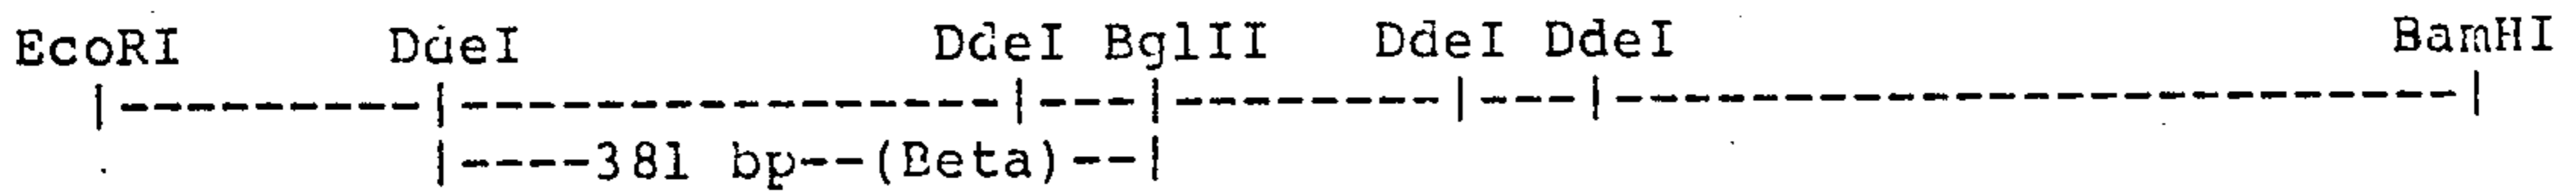 EcoRI DdeI DdeI BglII DdeI DdeI BamHI
|---------|-----------------|---|--------|---|--------------------------|
|----381 bp--(Beta)--|